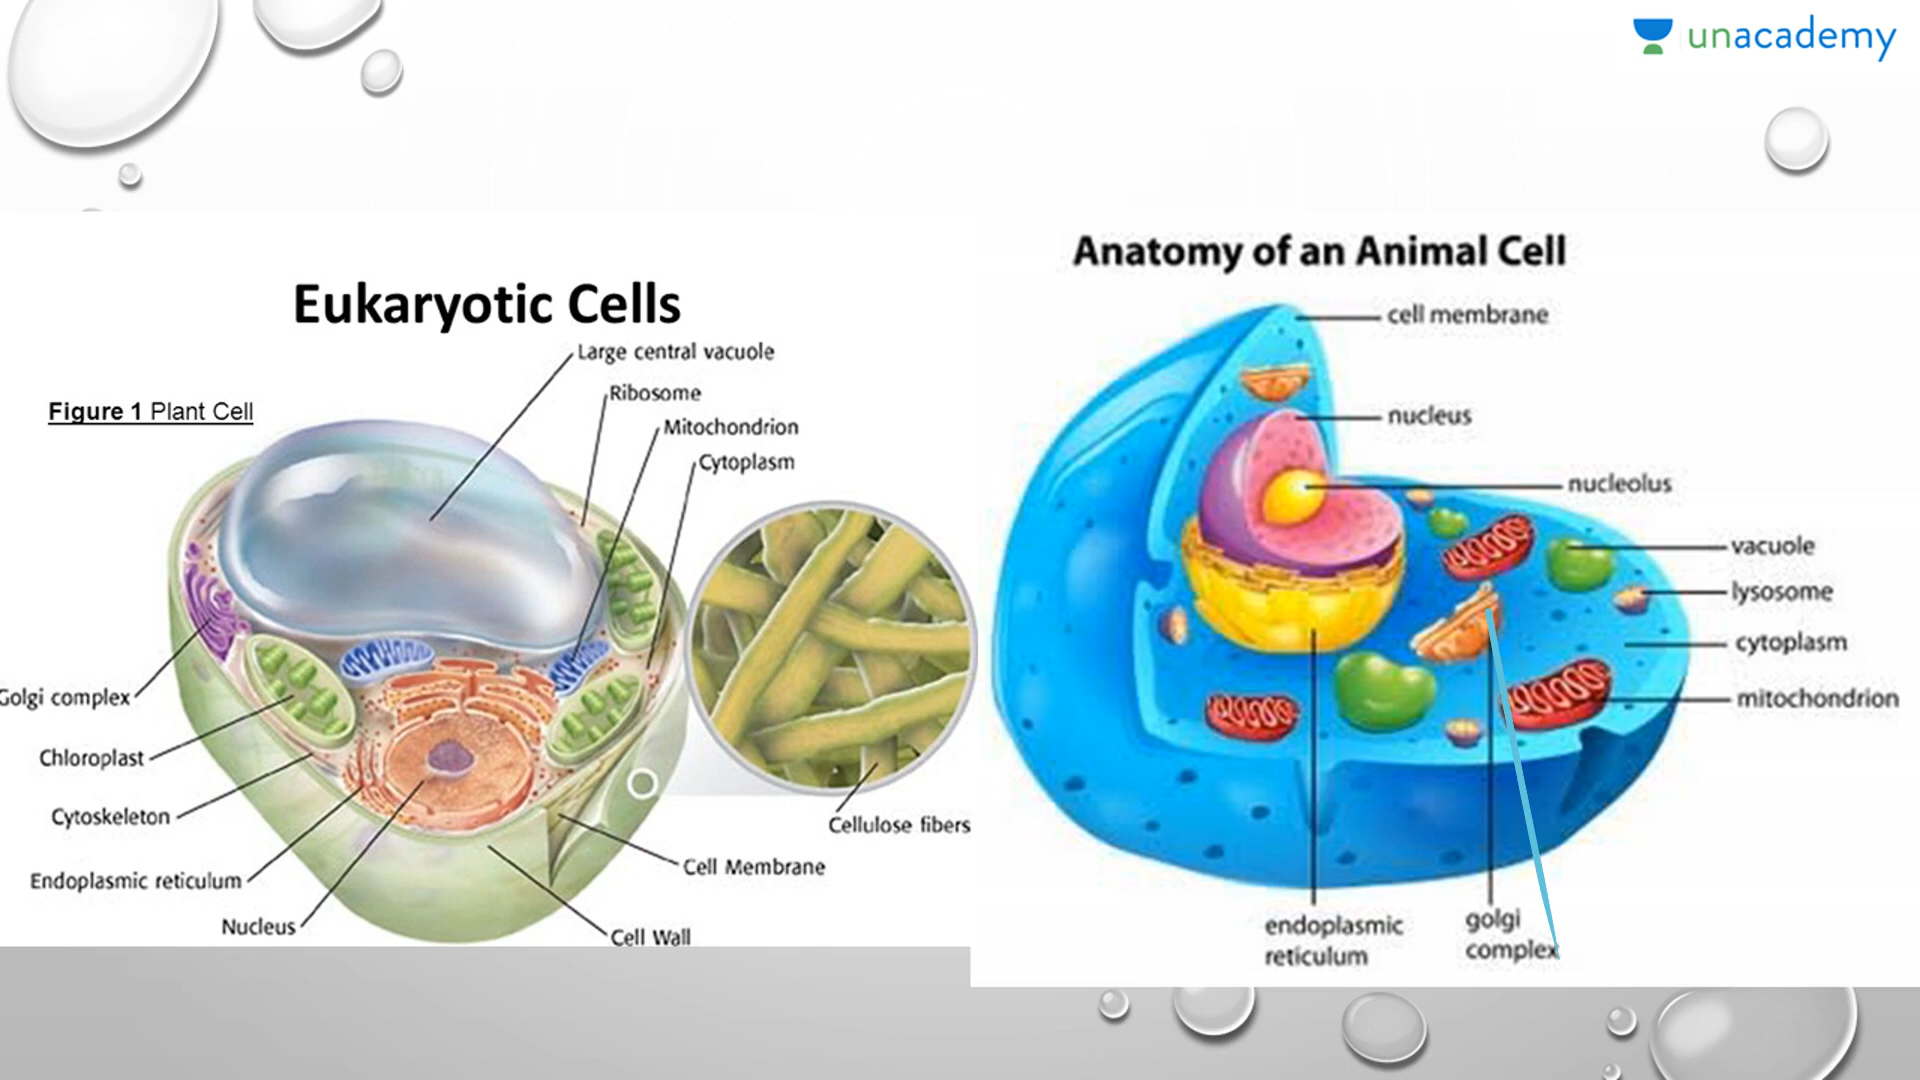 unacademy
Eukaryotic Cells
Figure 1 Plant Cell
Large central vacuole
Ribosome
Mitochondrion
Cytoplasm
Golgi complex
Chloroplast
Cytoskeleton
Endoplasmic reticulum
Nucleus
Cellulose fibers
Cell Membrane
Cell Wall
Anatomy of an Animal Cell
cell membrane
nucleus
nucleolus
vacuole
lysosome
cytoplasm
mitochondrion
endoplasmic
reticulum
golgi
complex